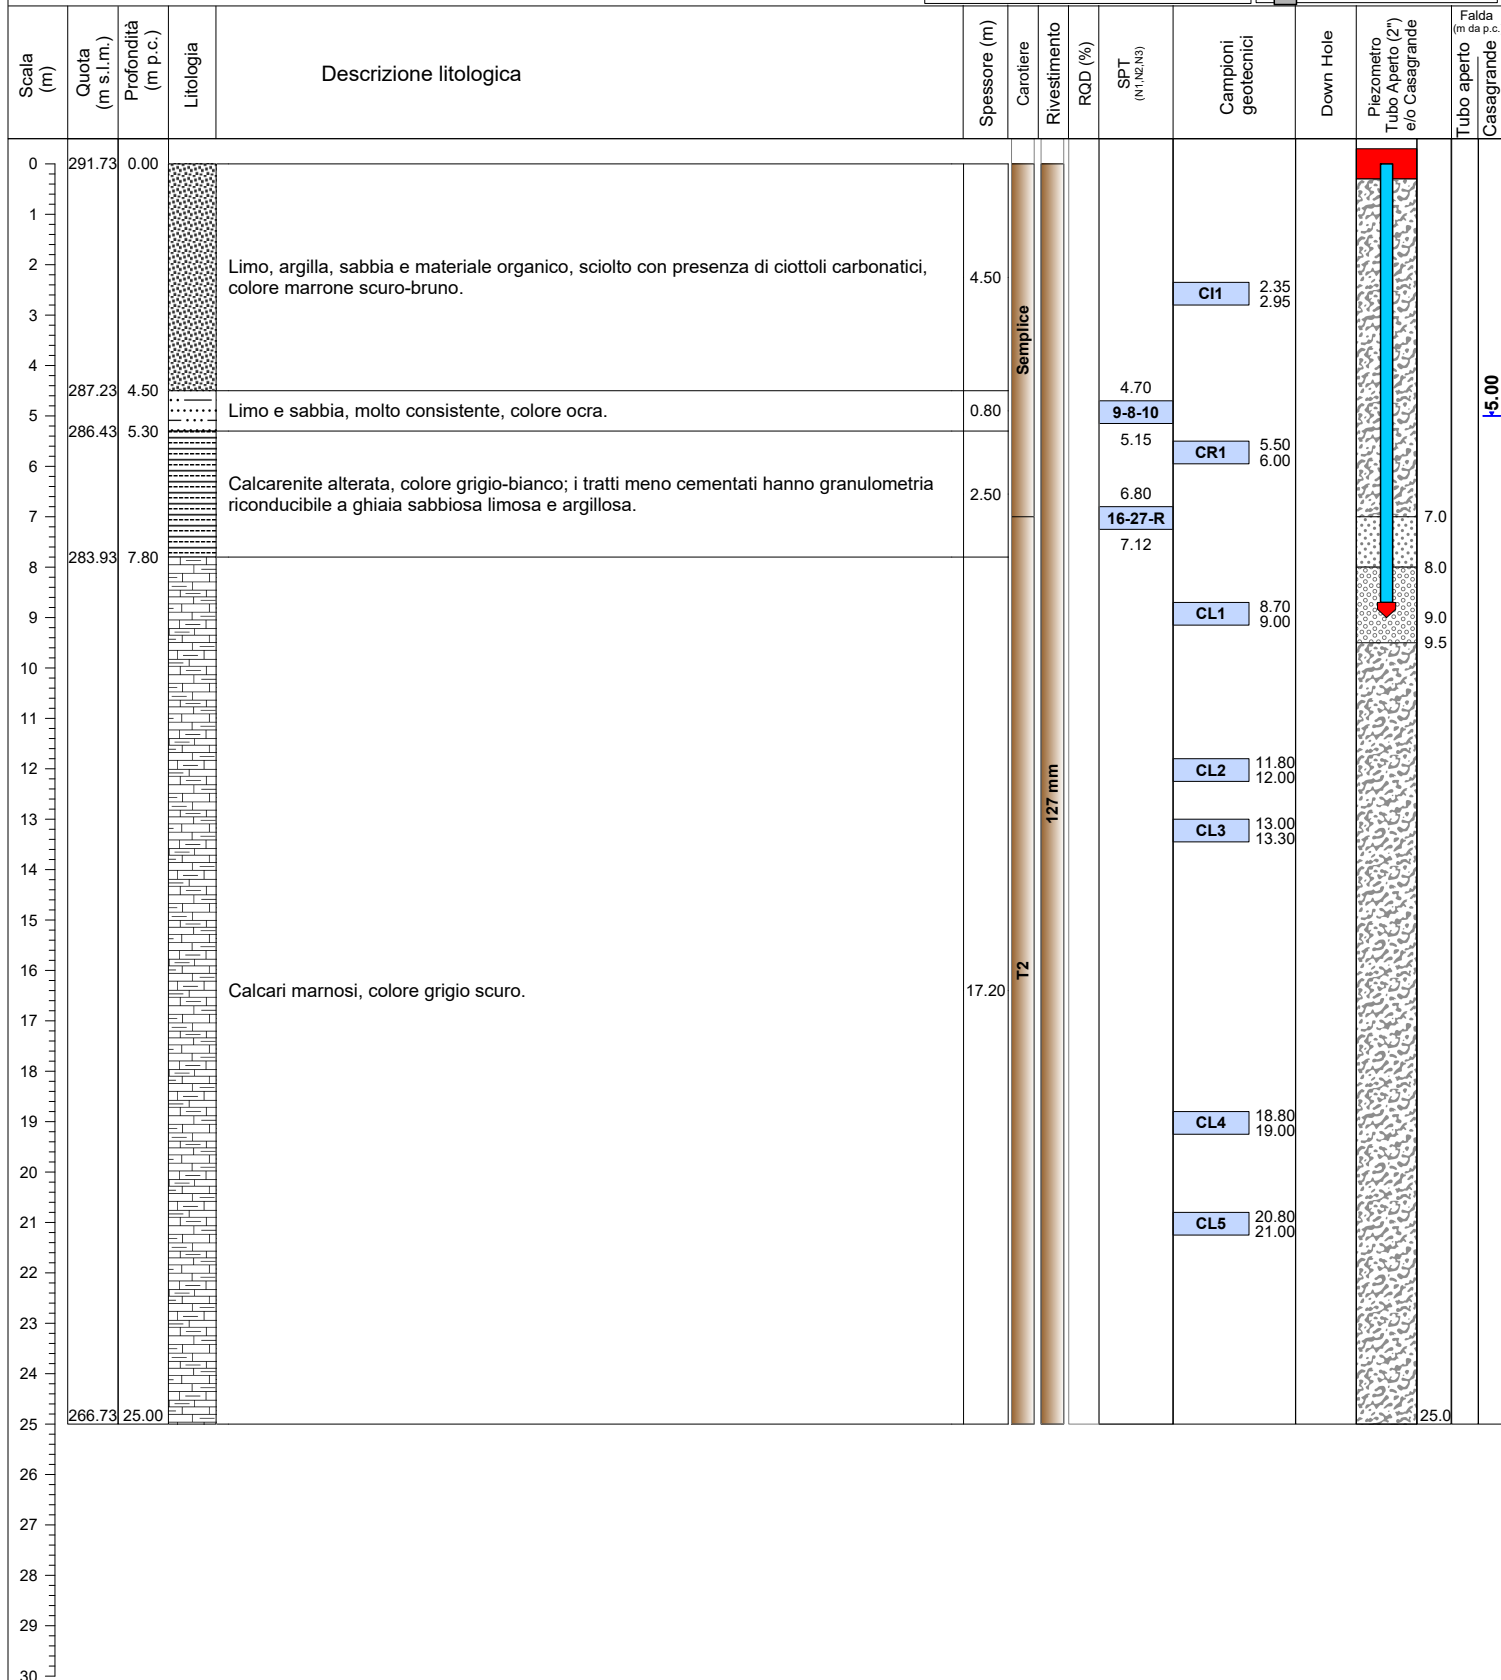 Scala
(m)
Quota
(m s.l.m.)
Profondità
(m p.c.)
Litologia
Descrizione litologica
Spessore (m)
Carotiere
Rivestimento
RQD (%)
SPT
(N1,N2,N3)
Campioni
geotecnici
Down Hole
Piezometro
Tubo Aperto (2")
e/o Casagrande
Falda
(m da p.c.
Tubo aperto
Casagrande
0
1
2
3
4
5
6
7
8
9
10
11
12
13
14
15
16
17
18
19
20
21
22
23
24
25
26
27
28
29
30
291.73 0.00
287.23 4.50
286.43 5.30
283.93 7.80
266.73 25.00
Limo, argilla, sabbia e materiale organico, sciolto con presenza di ciottoli carbonatici,
colore marrone scuro-bruno.
4.50
Limo e sabbia, molto consistente, colore ocra.
0.80
Calcarenite alterata, colore grigio-bianco; i tratti meno cementati hanno granulometria
riconducibile a ghiaia sabbiosa limosa e argillosa.
2.50
Calcari marnosi, colore grigio scuro.
17.20
Semplice
T2
127 mm
4.70
9-8-10
5.15
6.80
16-27-R
7.12
CI1
2.35
2.95
CR1
5.50
6.00
CL1
8.70
9.00
CL2
11.80
12.00
CL3
13.00
13.30
CL4
18.80
19.00
CL5
20.80
21.00
7.0
8.0
9.0
9.5
25.0
5.00